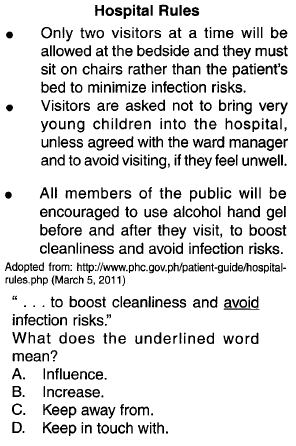 Hospital Rules
• Only two visitors at a time will be
allowed at the bedside and they must
sit on chairs rather than the patient's
bed to minimize infection risks.
• Visitors are asked not to bring very
young children into the hospital,
unless agreed with the ward manager
and to avoid visiting, if they feel unwell.
• All members of the public will be
encouraged to use alcohol hand gel
before and after they visit, to boost
cleanliness and avoid infection risks.
Adopted from: http://www.phc.gov.ph/patient-guide/hospital-
rules.php (March 5, 2011)
" . . . to boost cleanliness and avoid
infection risks."
What does the underlined word
mean?
A. Influence.
B. Increase.
C. Keep away from.
D. Keep in touch with.